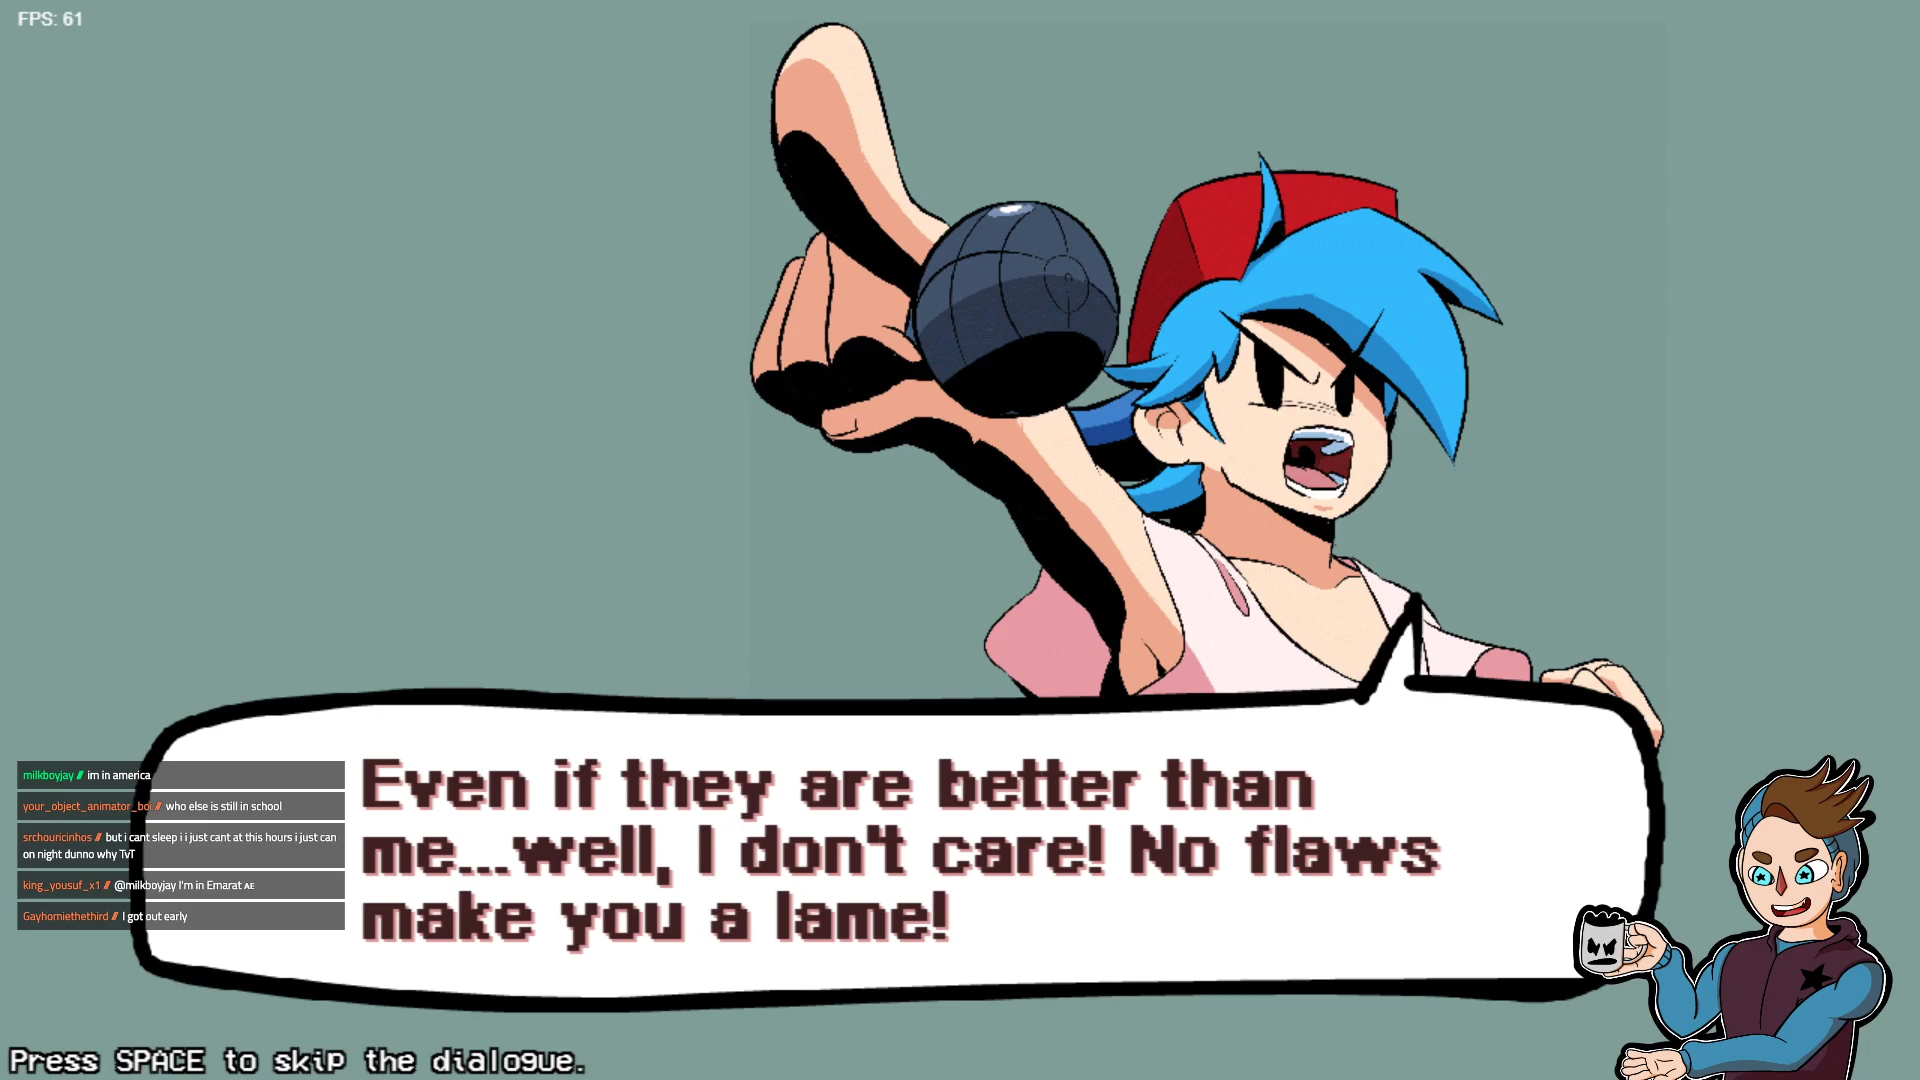 FPS: 61
Even if they are better than
me...well, I don't care! No flaws
make you a lame!
milkboyjay // im in america
your_object_animator_boi // who else is still in school
srchouricinhos // but i cant sleep i i just cant at this hours i just can
on night dunno why TvT
king_yousuf_x1 // @milkboyjay I'm in Emarat AE
Gayhomiethethird // I got out early
Press SPACE to skip the dialogue.